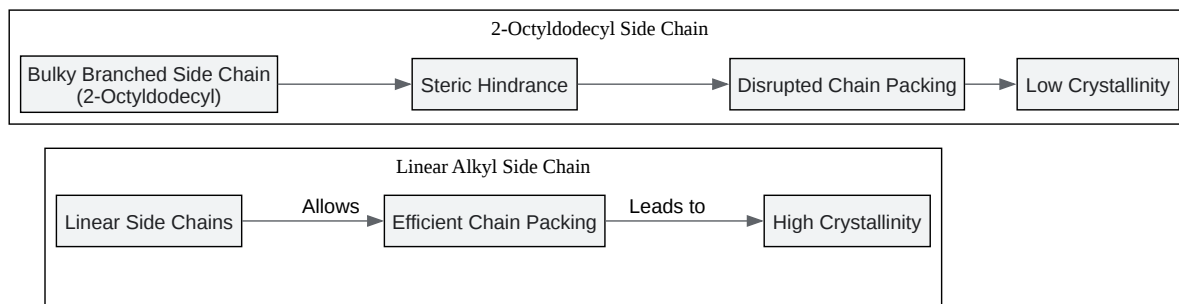 2-Octyldodecyl Side Chain
Bulky Branched Side Chain
(2-Octyldodecyl)
Steric Hindrance
Disrupted Chain Packing
Low Crystallinity
Linear Alkyl Side Chain
Linear Side Chains
Allows
Efficient Chain Packing
Leads to
High Crystallinity